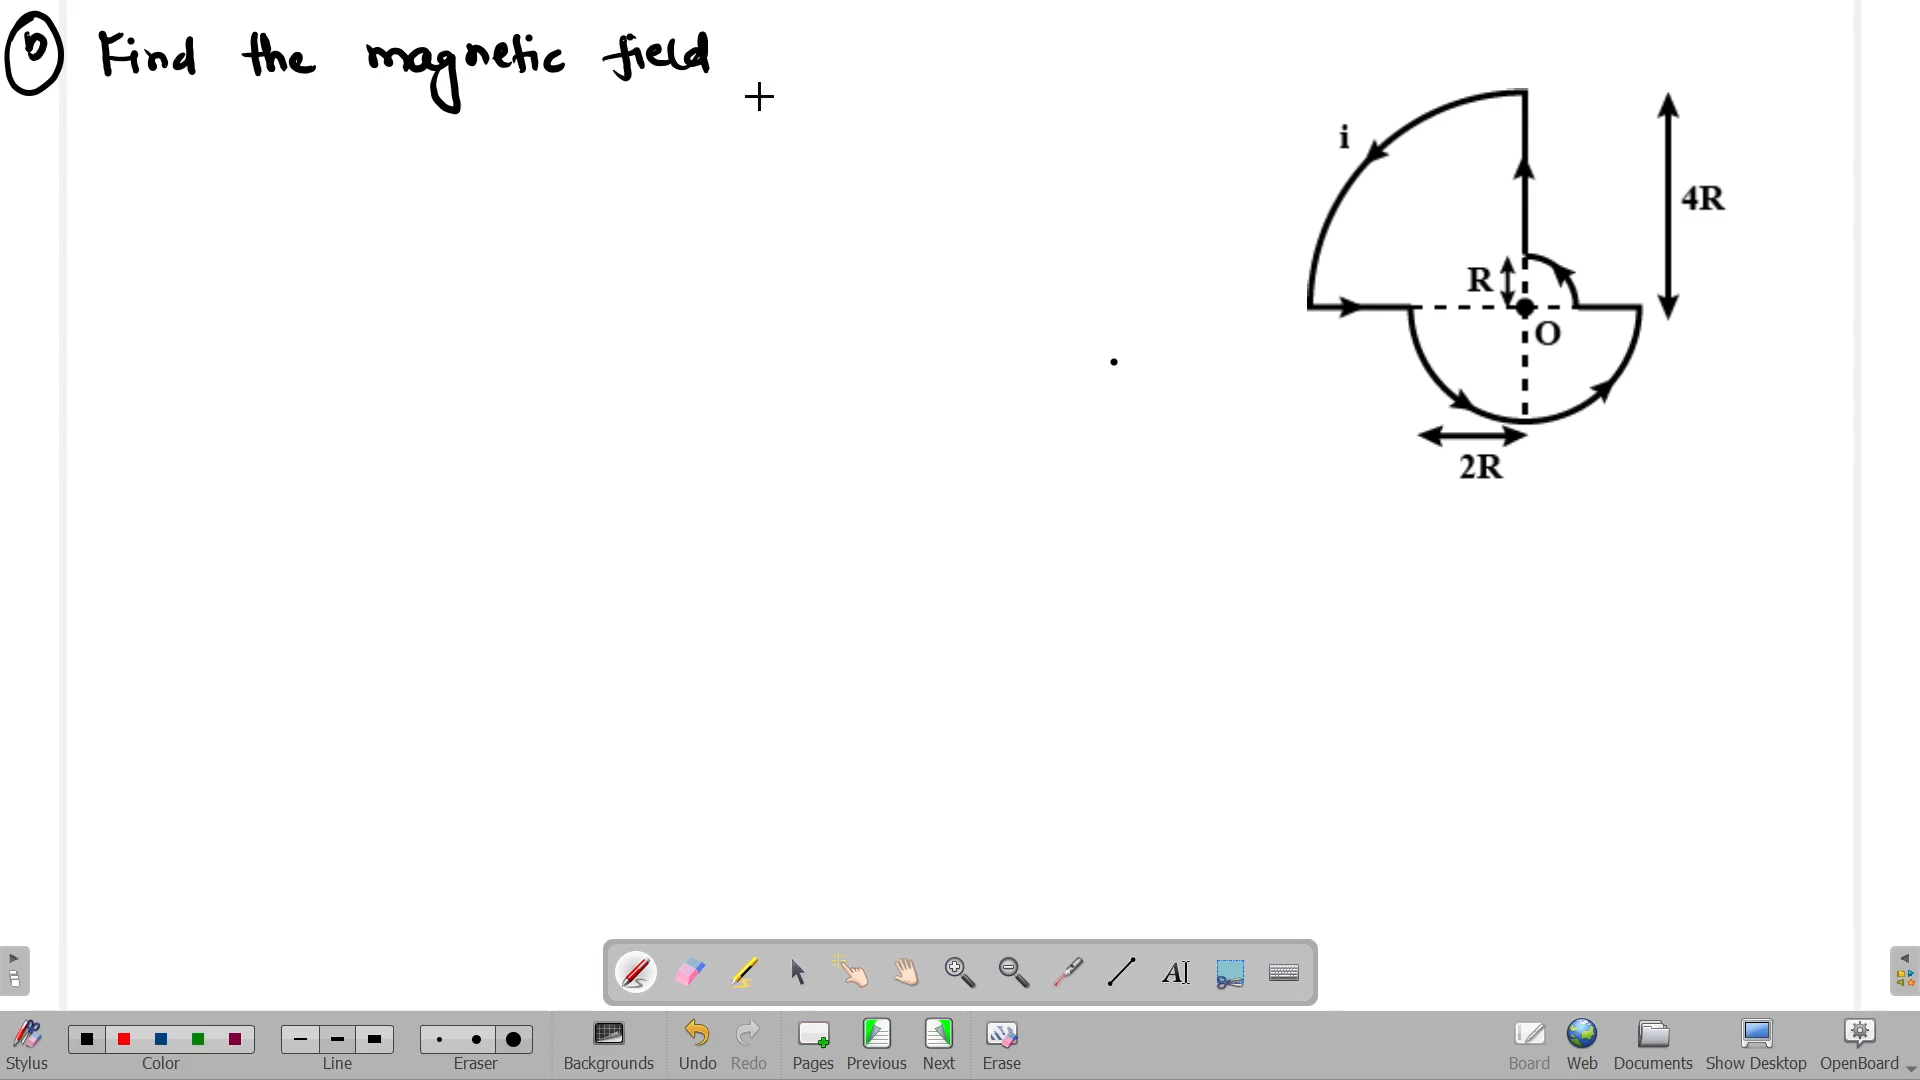 Find the magnetic field
i
4R
R
O
2R
Stylus
Color
Line
Eraser
Backgrounds
Undo
Redo
Pages
Previous
Next
Erase
Board
Web
Documents
Show Desktop
OpenBoard